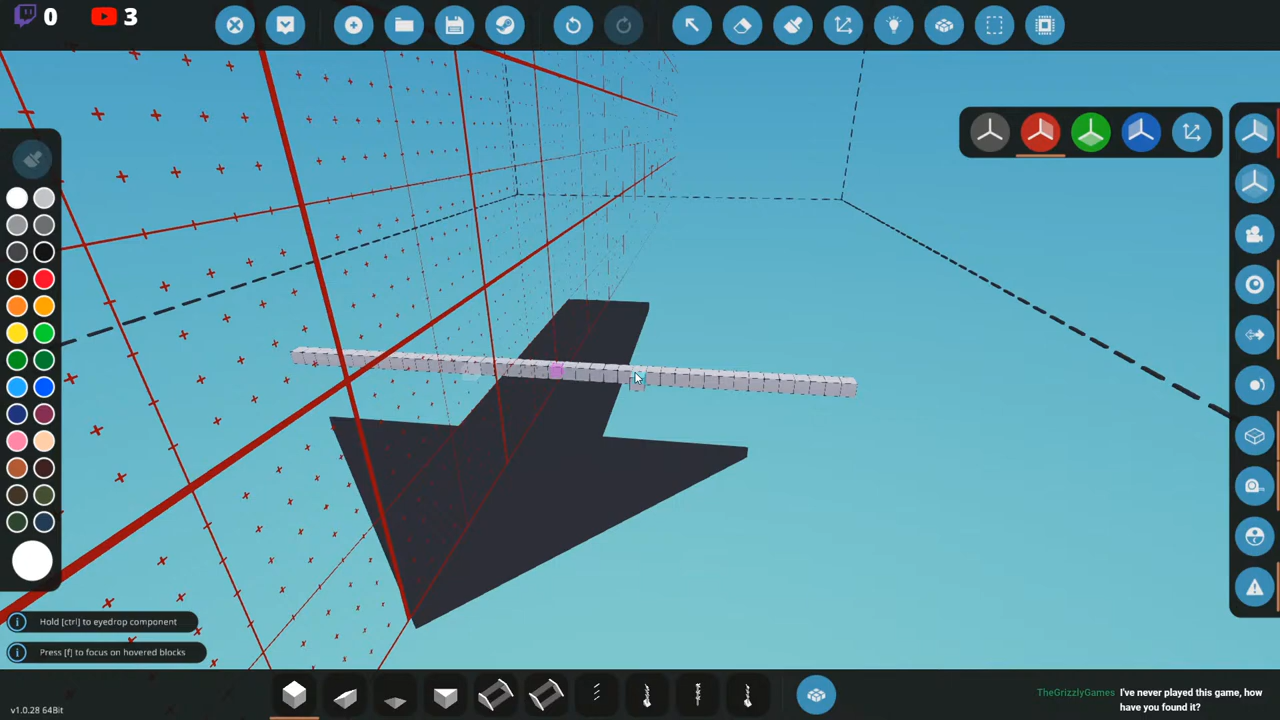 0
3
Hold [ctrl] to eyedrop component
Press [f] to focus on hovered blocks
v1.0.28 64Bit
TheGrizzlyGames I've never played this game, how
have you found it?